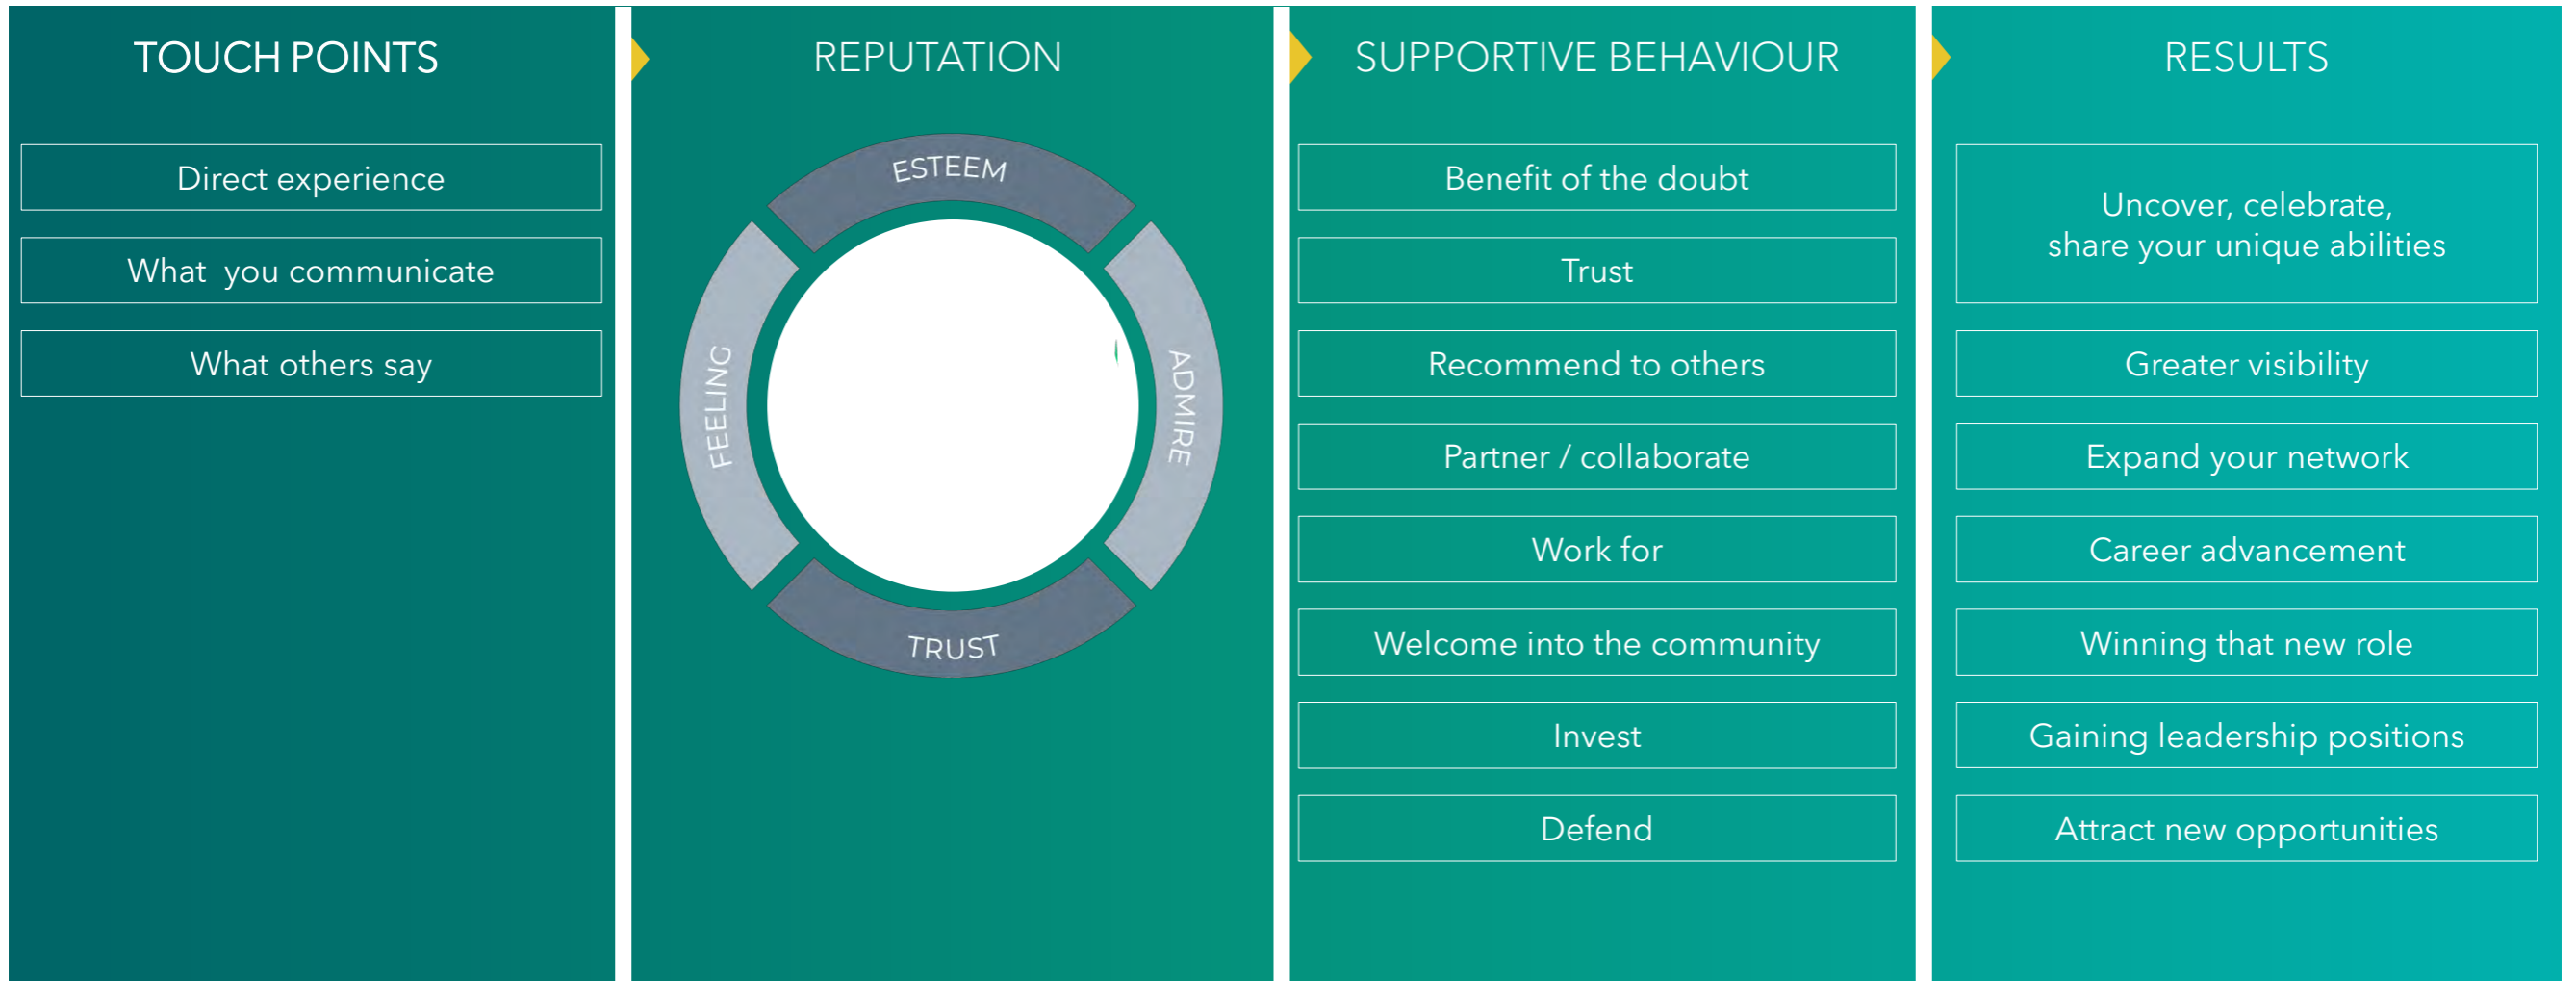 TOUCH POINTS
Direct experience
What  you communicate
What others say
REPUTATION
ESTEEM
FEELING
ADMIRE
TRUST
SUPPORTIVE BEHAVIOUR
Benefit of the doubt
Trust
Recommend to others
Partner / collaborate
Work for
Welcome into the community
Invest
Defend
RESULTS
Uncover, celebrate,
share your unique abilities
Greater visibility
Expand your network
Career advancement
Winning that new role
Gaining leadership positions
Attract new opportunities